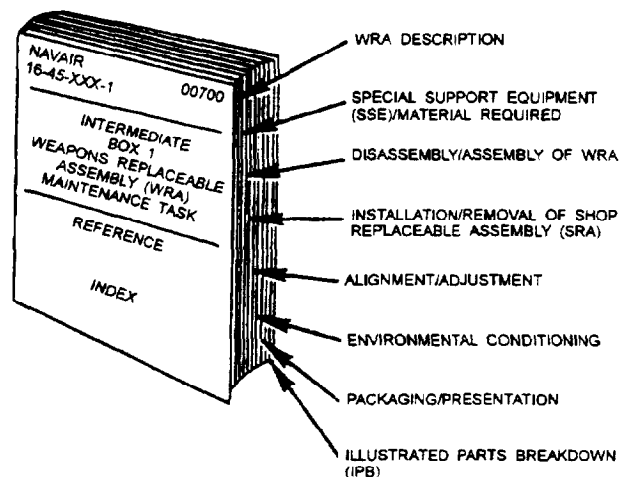 NAVAIR
16-45-XXX-1 00700
INTERMEDIATE
BOX 1
WEAPONS REPLACEABLE
ASSEMBLY (WRA)
MAINTENANCE TASK
REFERENCE
INDEX
WRA DESCRIPTION
SPECIAL SUPPORT EQUIPMENT
(SSE)/MATERIAL REQUIRED
DISASSEMBLY/ASSEMBLY OF WRA
INSTALLATION/REMOVAL OF SHOP
REPLACEABLE ASSEMBLY (SRA)
ALIGNMENT/ADJUSTMENT
ENVIRONMENTAL CONDITIONING
PACKAGING/PRESENTATION
ILLUSTRATED PARTS BREAKDOWN
(IPB)